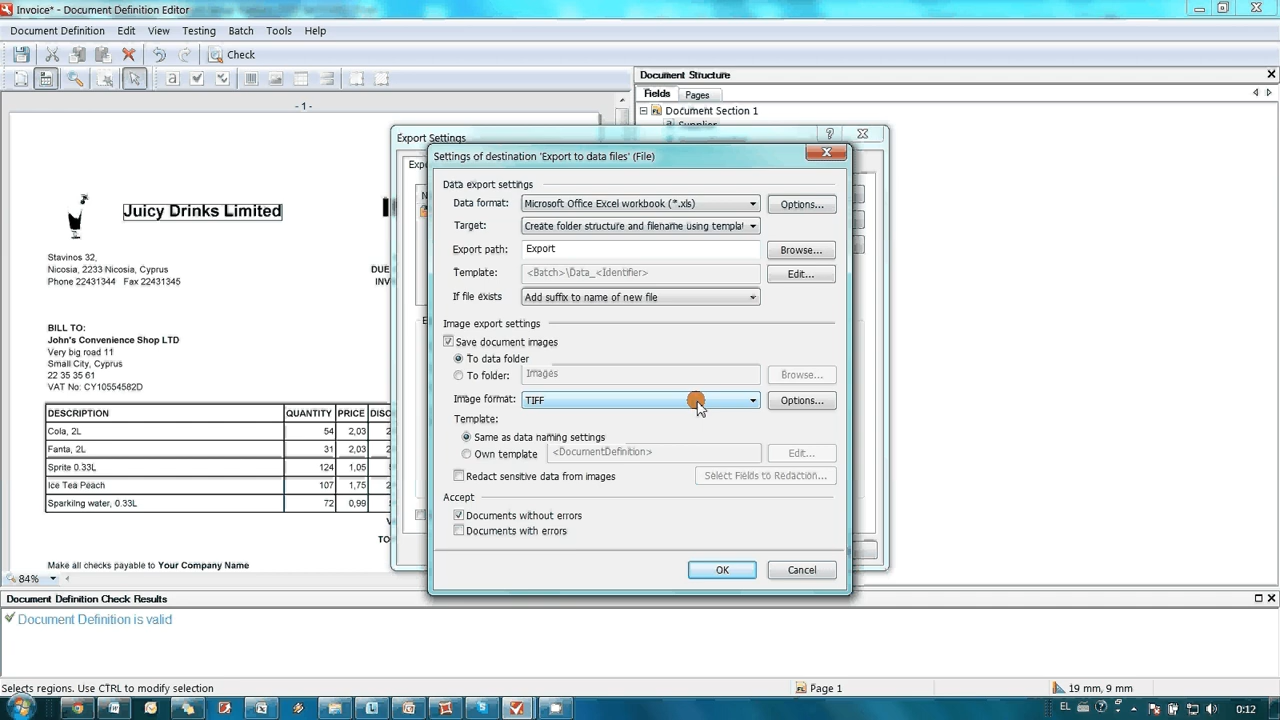 Invoice* - Document Definition Editor
Document Definition Edit View Testing Batch Tools Help
Check
- 1 -
Document Structure
Fields Pages
Document Section 1
Supplier
Export Settings
Settings of destination 'Export to data files' (File)
Data export settings
Data format: Microsoft Office Excel workbook (*.xls) Options...
Target: Create folder structure and filename using templat
Export path: Export Browse...
Template: <Batch>\Data_<Identifier> Edit...
If file exists Add suffix to name of new file
Image export settings
Save document images
To data folder
To folder: Images Browse...
Image format: TIFF Options...
Template:
Same as data naming settings
Own template <DocumentDefinition> Edit...
Redact sensitive data from images Select Fields to Redaction...
Accept
Documents without errors
Documents with errors
OK Cancel
Juicy Drinks Limited
Stavinos 32,
Nicosia, 2233 Nicosia, Cyprus
Phone 22431344 Fax 22431345
DUE
INV
BILL TO:
John's Convenience Shop LTD
Very big road 11
Small City, Cyprus
22 35 35 61
VAT No: CY10554582D
DESCRIPTION QUANTITY PRICE DISC
Cola, 2L 54 2,03
Fanta, 2L 31 2,03
Sprite 0.33L 124 1,05
Ice Tea Peach 107 1,75
Sparkilng water, 0.33L 72 0,99
TO
Make all checks payable to Your Company Name
84%
Document Definition Check Results
Document Definition is valid
Selects regions. Use CTRL to modify selection
Page 1
19 mm, 9 mm
EL
0:12